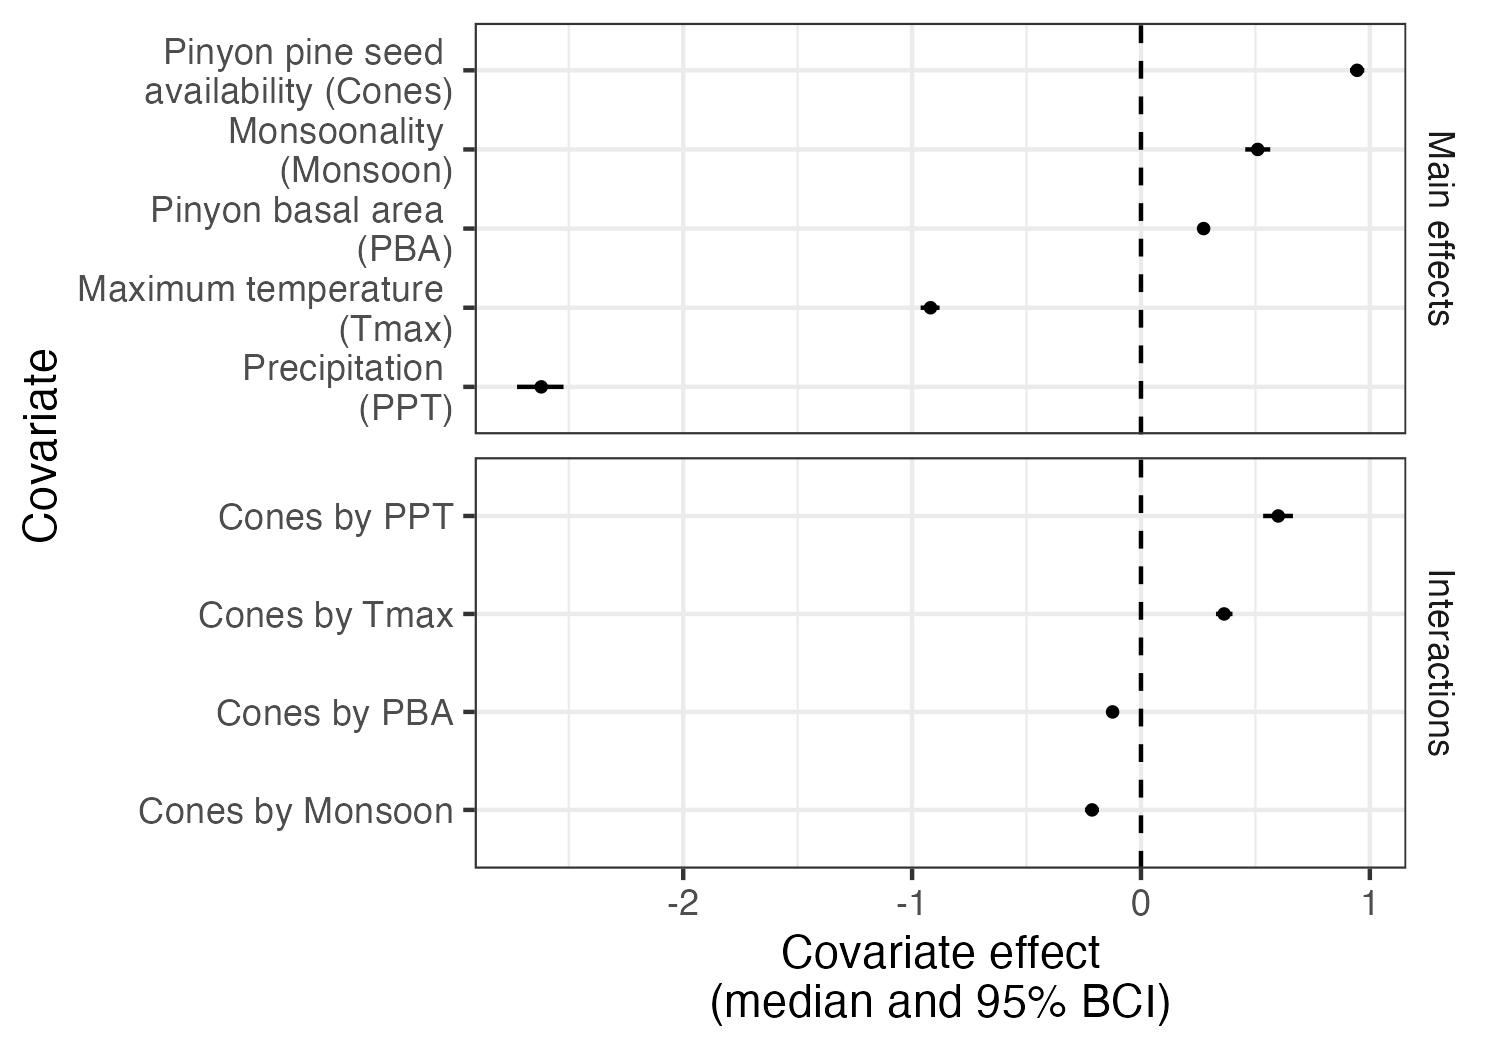 Pinyon pine seed
availability (Cones)
Monsoonality
(Monsoon)
Pinyon basal area
(PBA)
Maximum temperature
(Tmax)
Precipitation
(PPT)
Main effects
Covariate
Cones by PPT
Cones by Tmax
Cones by PBA
Cones by Monsoon
Interactions
-2 -1 0 1
Covariate effect
(median and 95% BCI)